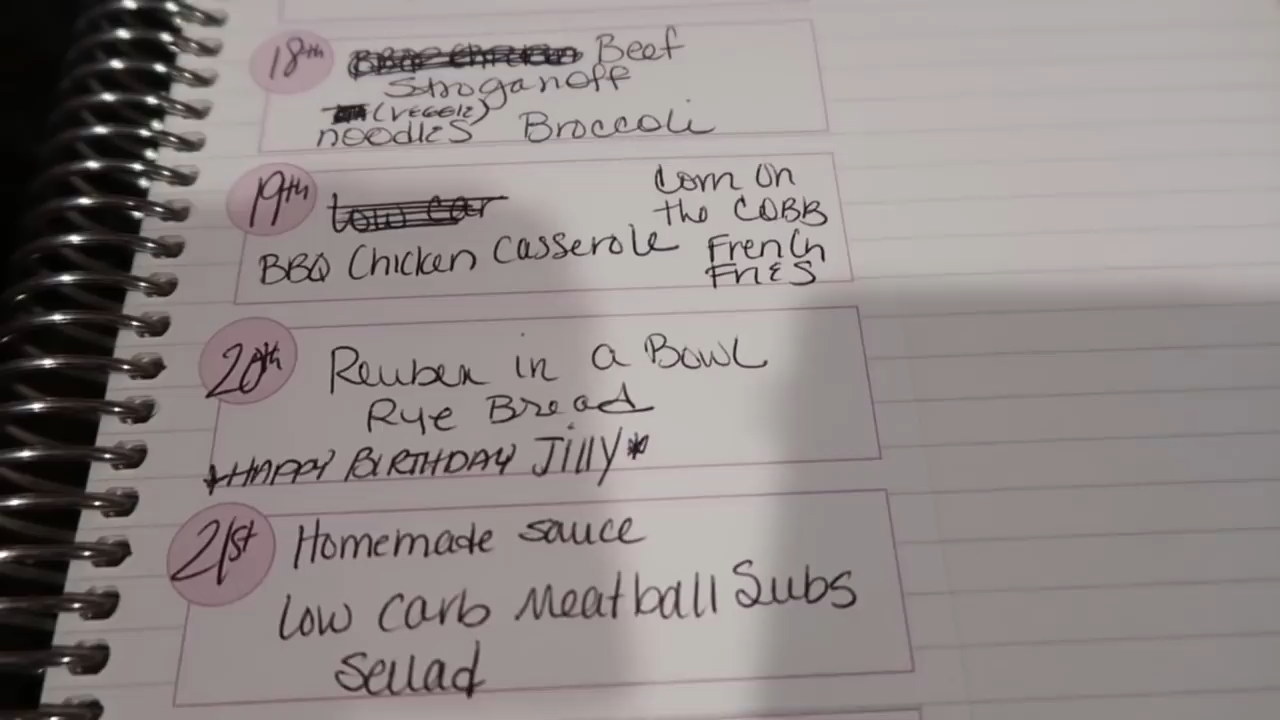 18th Beef
Stroganoff
(veggie)
noodles Broccoli
19th
BBQ Chicken Casserole
Corn On
the COBB
French
Fries
20th Reuben in a Bowl
Rye Bread
*HAPPY BIRTHDAY Jilly*
21st Homemade sauce
Low Carb Meatball Subs
Sallad